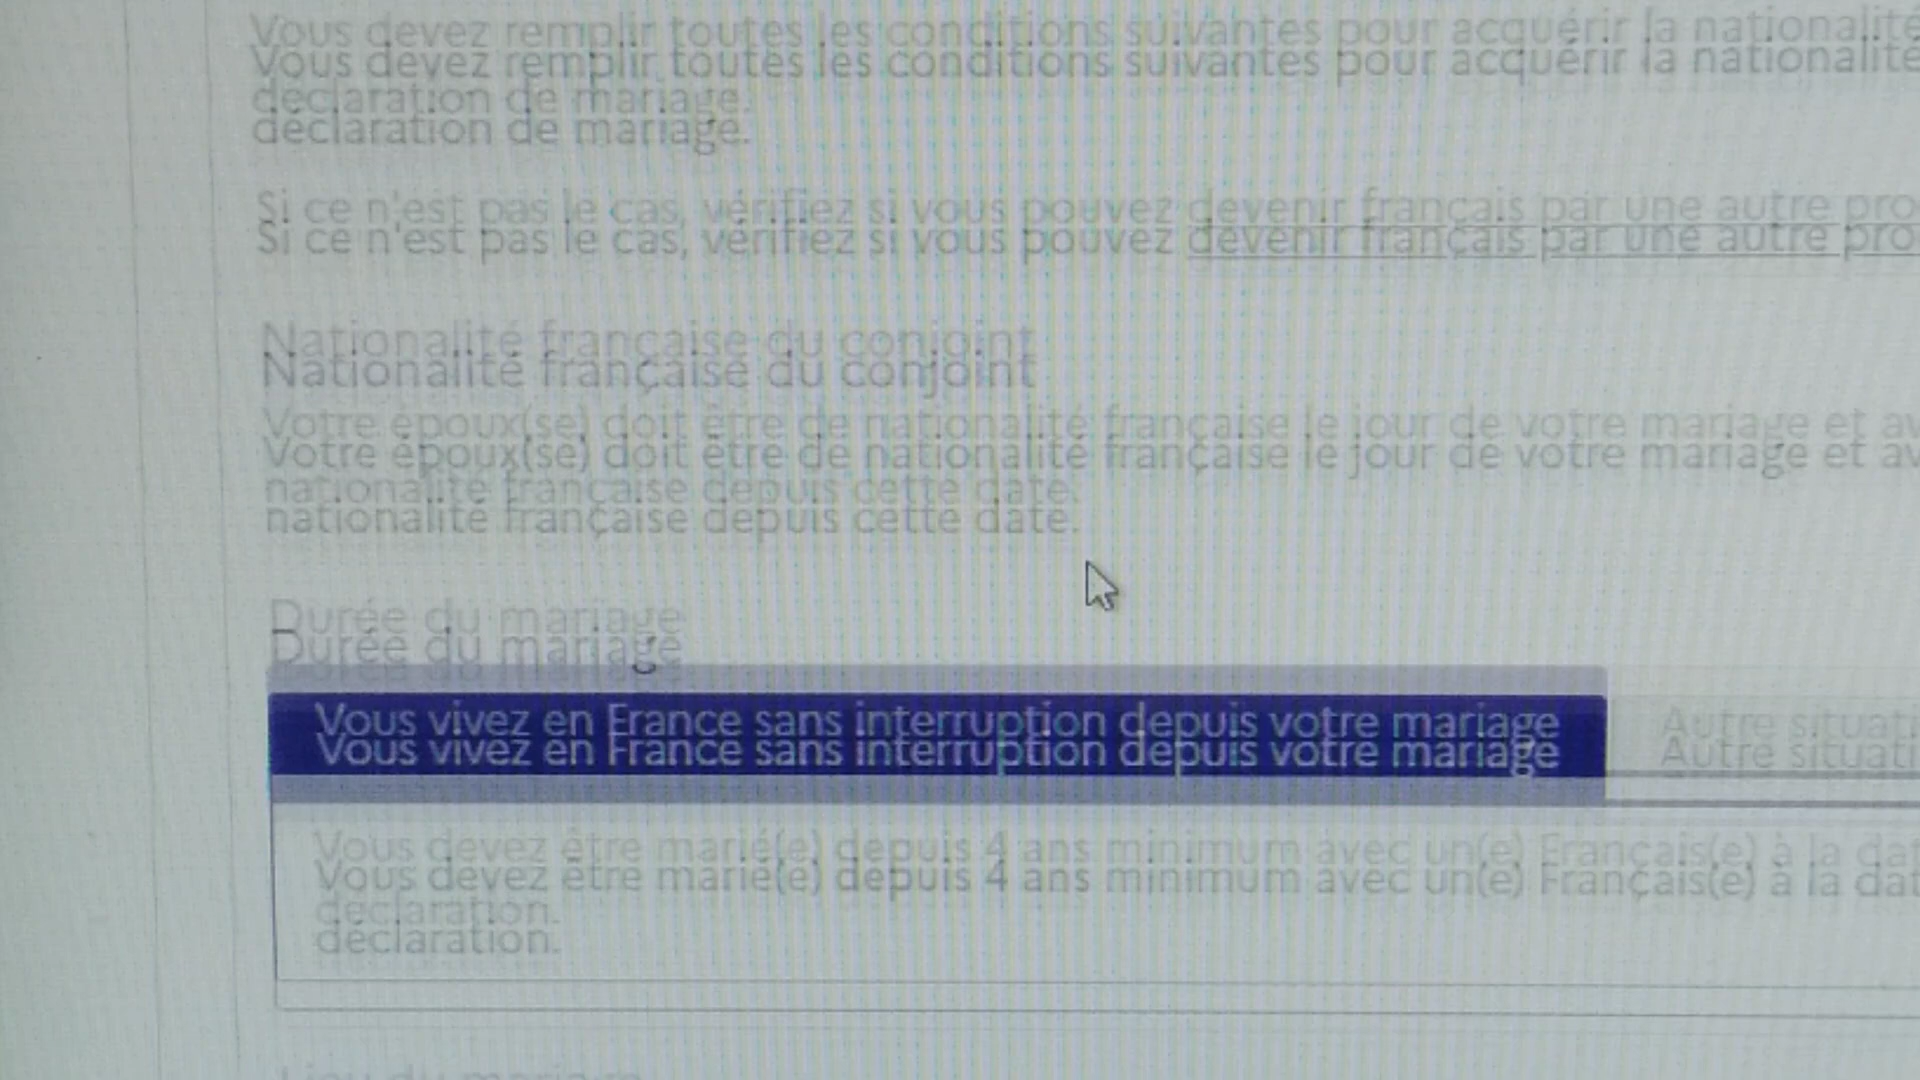 Vous devez remplir toutes les conditions suivantes pour acquérir la nationalité
déclaration de mariage.
Si ce n'est pas le cas, vérifiez si vous pouvez devenir français par une autre pro
Nationalité française du conjoint
Votre époux(se) doit être de nationalité française le jour de votre mariage et av
nationalité française depuis cette date.
Durée du mariage
Vous vivez en France sans interruption depuis votre mariage
Autre situati
Vous devez être marié(e) depuis 4 ans minimum avec un(e) Français(e) à la dat
déclaration.
Lieu du mariage